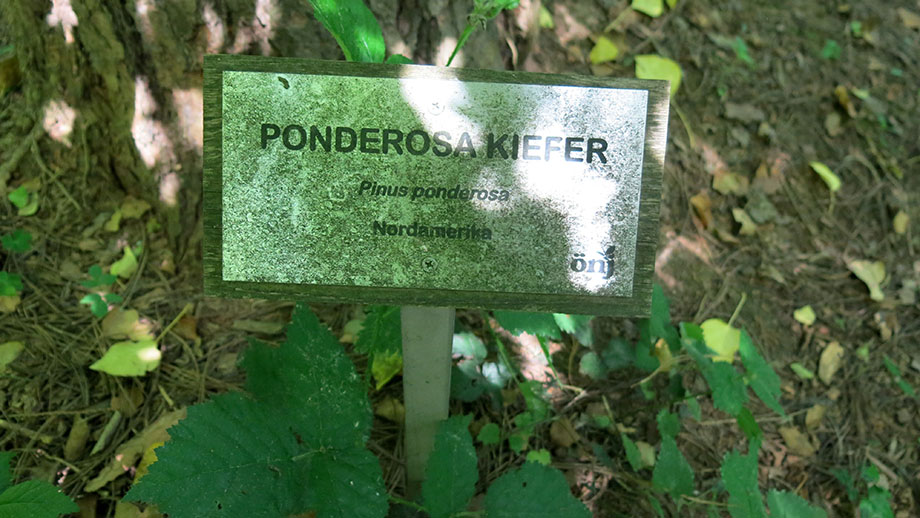 PONDEROSA KIEFER
Pinus ponderosa
Nordamerika
önj